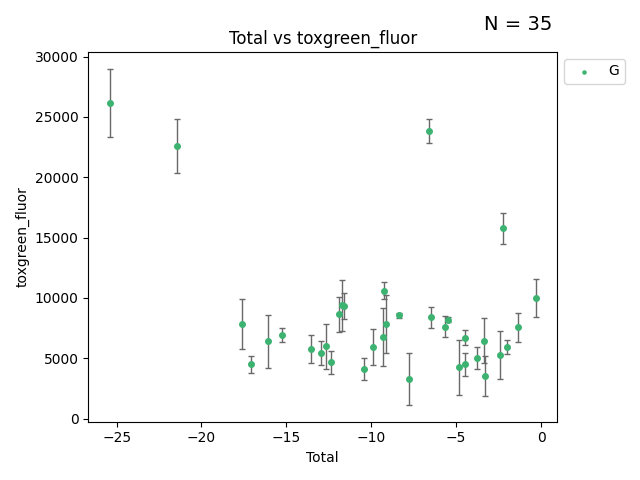 N = 35
Total vs toxgreen_fluor
G
toxgreen_fluor
30000
25000
20000
15000
10000
5000
0
−25 −20 −15 −10 −5 0
Total